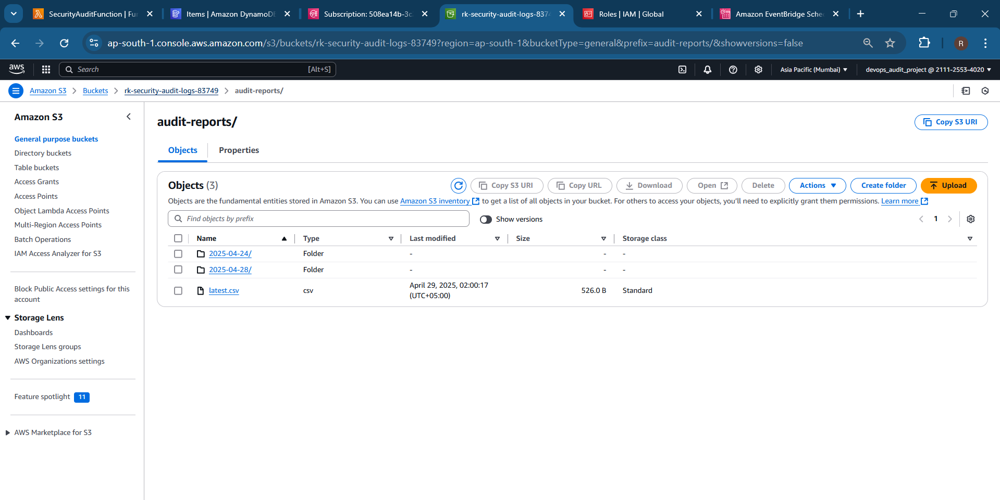 SecurityAuditFunction | Fu
Items | Amazon DynamoDB
Subscription: 508ea14b-3c
rk-security-audit-logs-8374
Roles | IAM | Global
Amazon EventBridge Sche
ap-south-1.console.aws.amazon.com/s3/buckets/rk-security-audit-logs-83749?region=ap-south-1&bucketType=general&prefix=audit-reports/&showversions=false
R
aws
Search
[Alt+S]
Asia Pacific (Mumbai)
devops_audit_project @ 2111-2553-4020
Amazon S3
Buckets
rk-security-audit-logs-83749
audit-reports/
Amazon S3
General purpose buckets
Directory buckets
Table buckets
Access Grants
Access Points
Object Lambda Access Points
Multi-Region Access Points
Batch Operations
IAM Access Analyzer for S3
Block Public Access settings for this
account
Storage Lens
Dashboards
Storage Lens groups
AWS Organizations settings
Feature spotlight 11
AWS Marketplace for S3
audit-reports/
Copy S3 URI
Objects
Properties
Objects (3)
Copy S3 URI
Copy URL
Download
Open
Delete
Actions
Create folder
Upload
Objects are the fundamental entities stored in Amazon S3. You can use Amazon S3 inventory to get a list of all objects in your bucket. For others to access your objects, you'll need to explicitly grant them permissions. Learn more
Find objects by prefix
Show versions
1
Name Type Last modified Size Storage class
2025-04-24/ Folder - - -
2025-04-28/ Folder - - -
latest.csv csv April 29, 2025, 02:00:17 (UTC+05:00) 526.0 B Standard